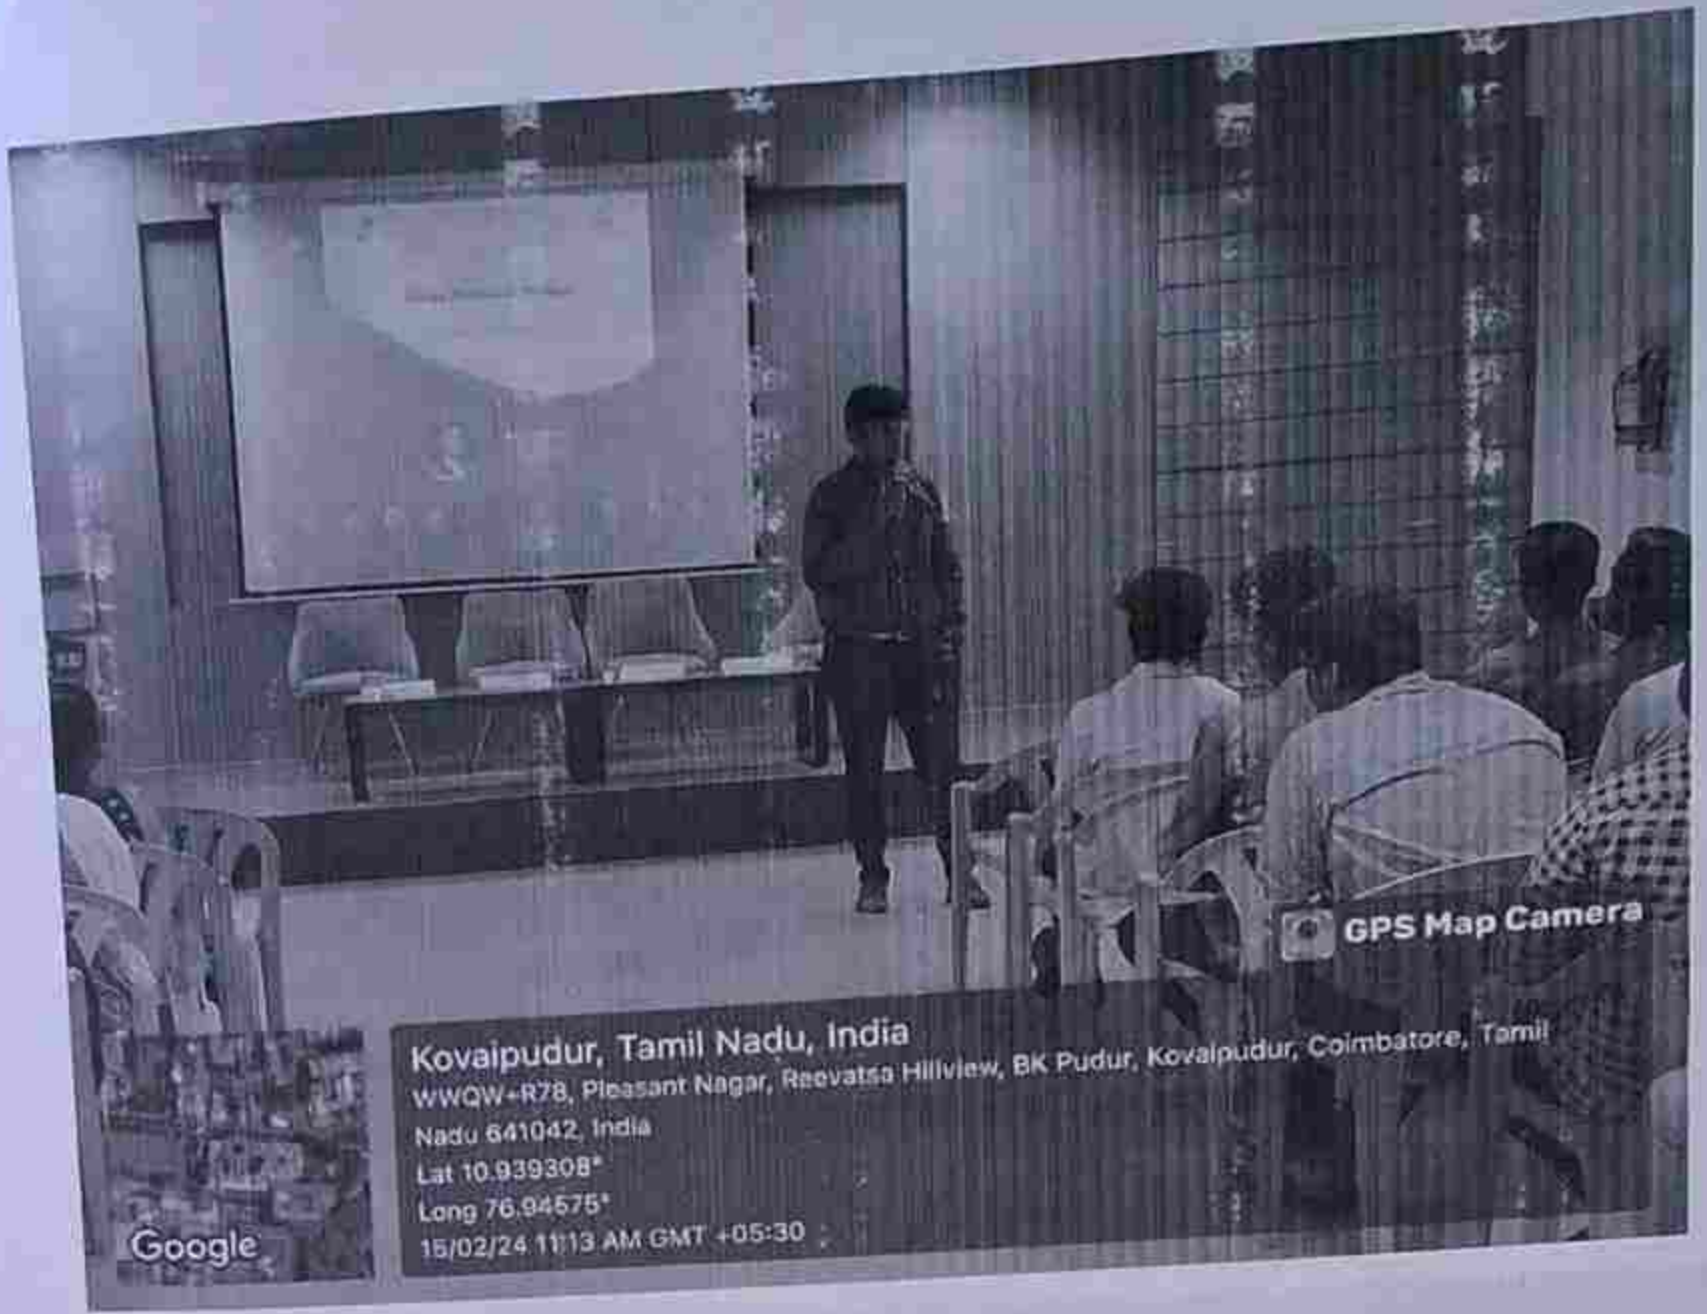 GPS Map Camera
Kovaipudur, Tamil Nadu, India
WWQW+R78, Pleasant Nagar, Reevatsa Hillview, BK Pudur, Kovaipudur, Coimbatore, Tamil
Nadu 641042, India
Lat 10.939308°
Long 76.94575°
15/02/24 11:13 AM GMT +05:30
Google